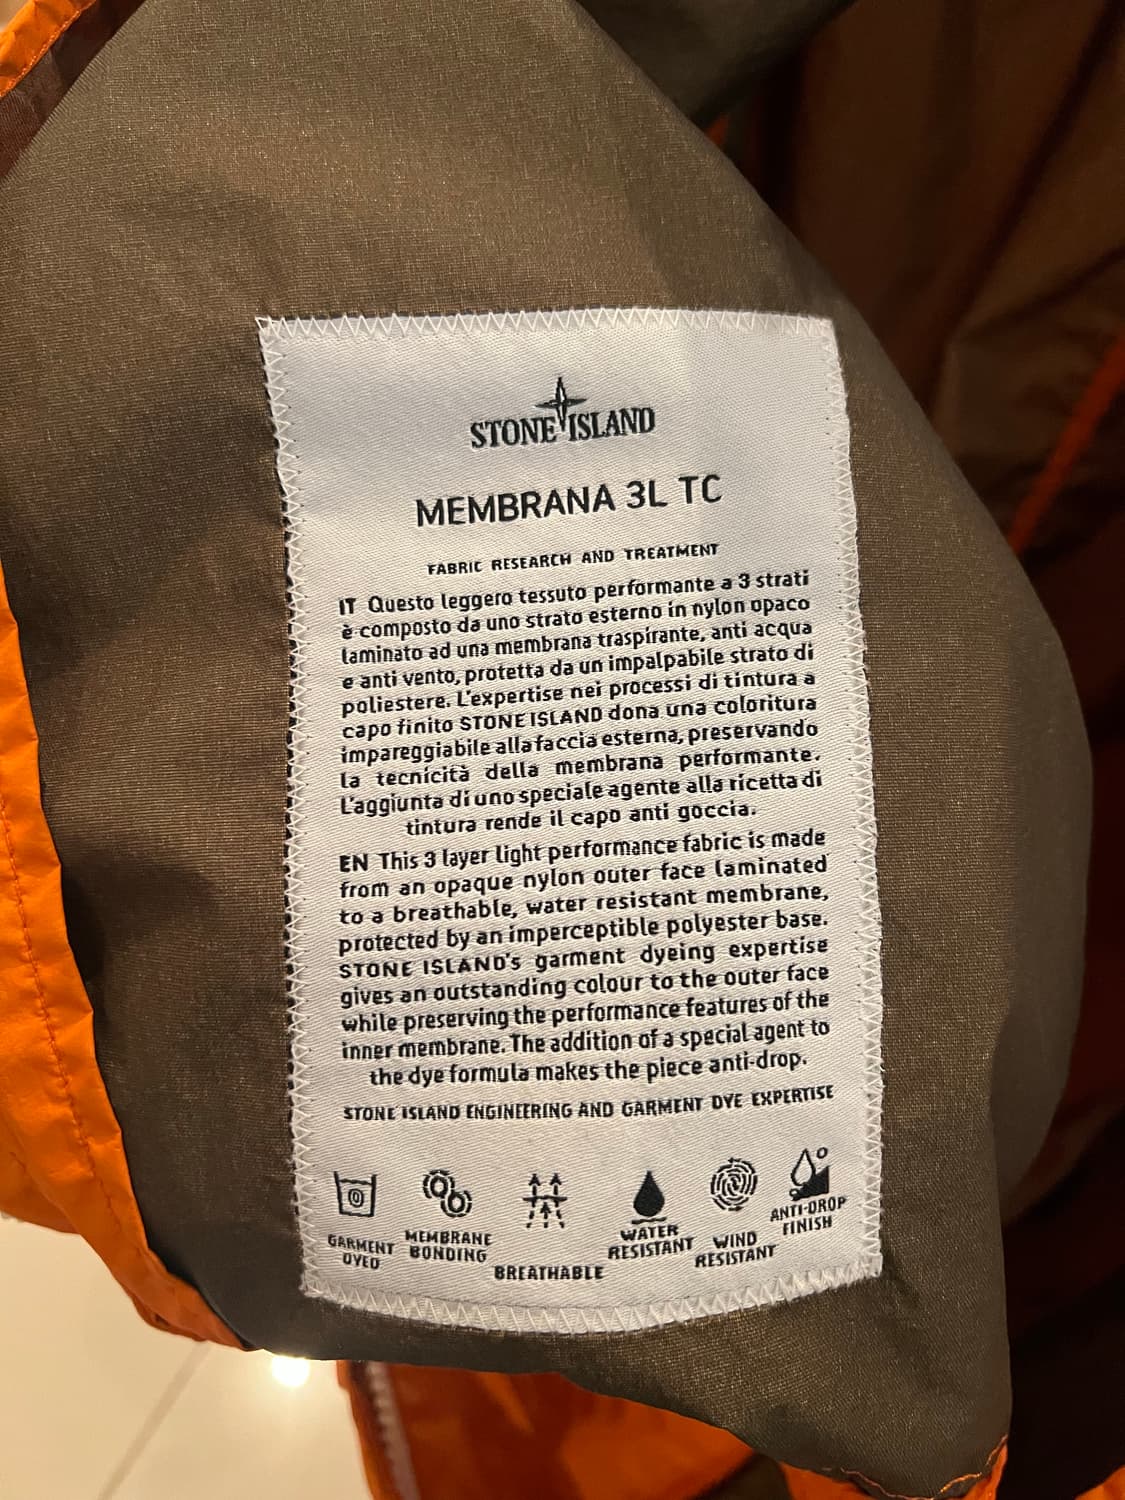 STONE ISLAND
MEMBRANA 3L TC
FABRIC RESEARCH AND TREATMENT
IT Questo leggero tessuto performante a 3 strati
è composto da uno strato esterno in nylon opaco
laminato ad una membrana traspirante, anti acqua
e anti vento, protetta da un impalpabile strato di
poliestere. L'expertise nei processi di tintura a
capo finito STONE ISLAND dona una coloritura
impareggiabile alla faccia esterna, preservando
la tecnicità della membrana performante.
L'aggiunta di uno speciale agente alla ricetta di
tintura rende il capo anti goccia.
EN This 3 layer light performance fabric is made
from an opaque nylon outer face laminated
to a breathable, water resistant membrane,
protected by an imperceptible polyester base.
STONE ISLAND's garment dyeing expertise
gives an outstanding colour to the outer face
while preserving the performance features of the
inner membrane. The addition of a special agent to
the dye formula makes the piece anti-drop.
STONE ISLAND ENGINEERING AND GARMENT DYE EXPERTISE
GARMENT
DYED
MEMBRANE
BONDING
BREATHABLE
WATER
RESISTANT
WIND
RESISTANT
ANTI-DROP
FINISH